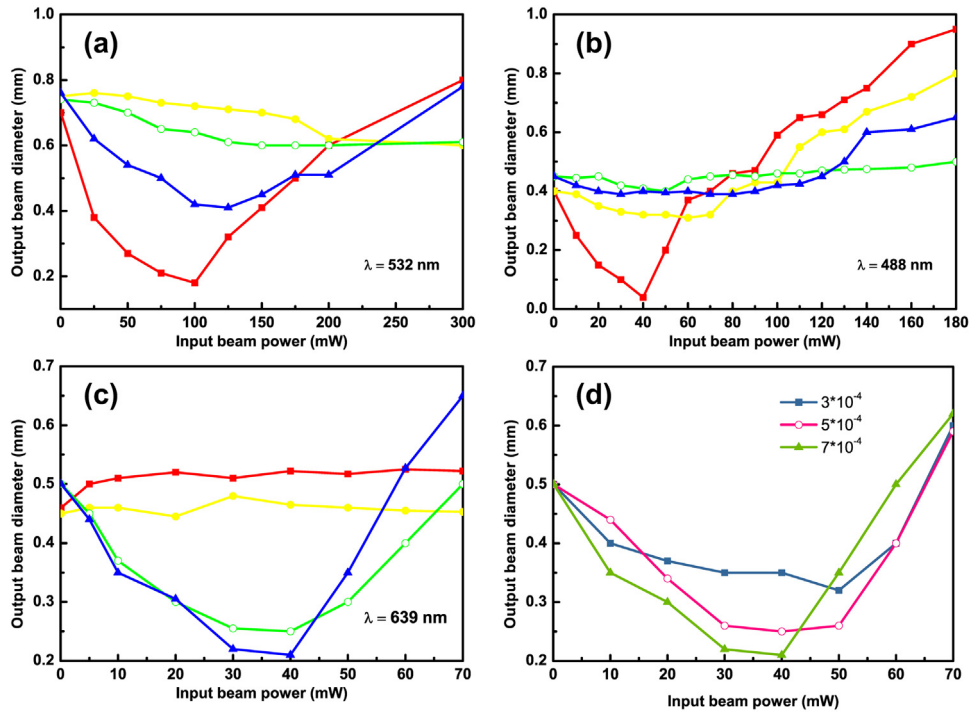 (a)
Output beam diameter (mm)
1.0
0.8
0.6
0.4
0.2
λ = 532 nm
0 50 100 150 200 250 300
Input beam power (mW)
(b)
Output beam diameter (mm)
1.0
0.8
0.6
0.4
0.2
0.0
λ = 488 nm
0 20 40 60 80 100 120 140 160 180
Input beam power (mW)
(c)
Output beam diameter (mm)
0.7
0.6
0.5
0.4
0.3
0.2
λ = 639 nm
0 10 20 30 40 50 60 70
Input beam power (mW)
(d)
Output beam diameter (mm)
0.7
0.6
0.5
0.4
0.3
0.2
3*10-4
5*10-4
7*10-4
0 10 20 30 40 50 60 70
Input beam power (mW)